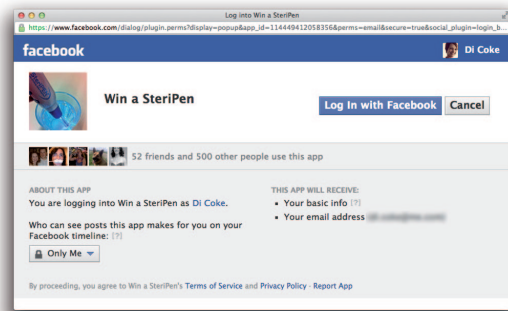 Log into Win a SteriPen
https://www.facebook.com/dialog/plugin.perms?display=popup&app_id=114449412058356&perms=email&secure=true&social_plugin=login_b...
facebook
Di Coke
Win a SteriPen
Log In with Facebook
Cancel
52 friends and 500 other people use this app
ABOUT THIS APP
You are logging into Win a SteriPen as Di Coke.
Who can see posts this app makes for you on your
Facebook timeline: [?]
Only Me
THIS APP WILL RECEIVE:
▪ Your basic info [?]
▪ Your email address
By proceeding, you agree to Win a SteriPen's Terms of Service and Privacy Policy · Report App